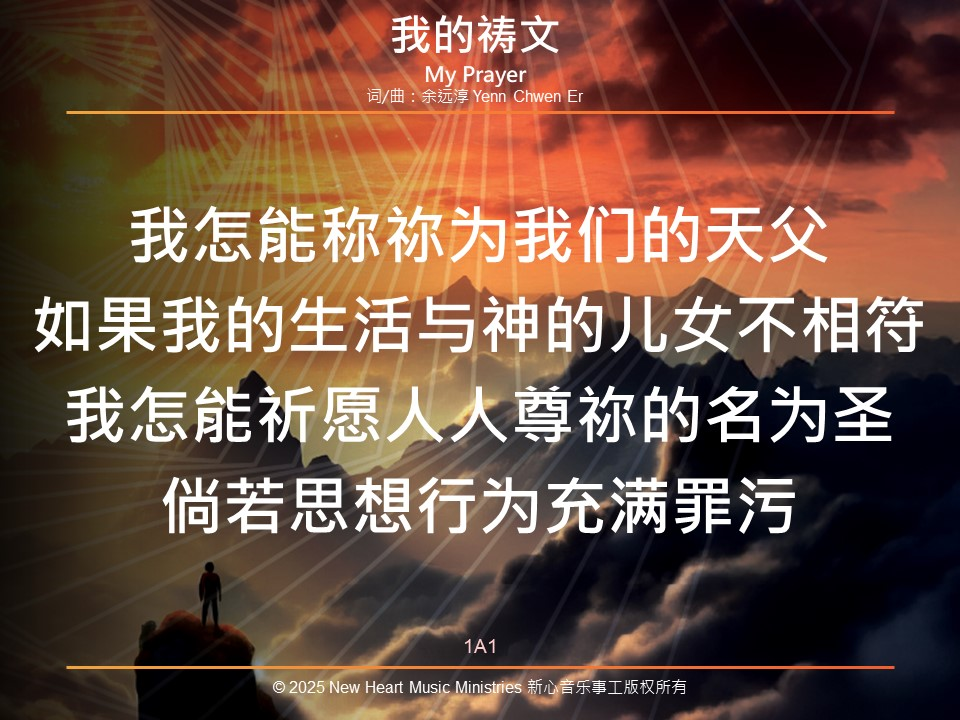 我的祷文
My Prayer
词/曲：余远淳 Yenn Chwen Er
我怎能称祢为我们的天父
如果我的生活与神的儿女不相符
我怎能祈愿人人尊祢的名为圣
倘若思想行为充满罪污
1A1
© 2025 New Heart Music Ministries 新心音乐事工版权所有